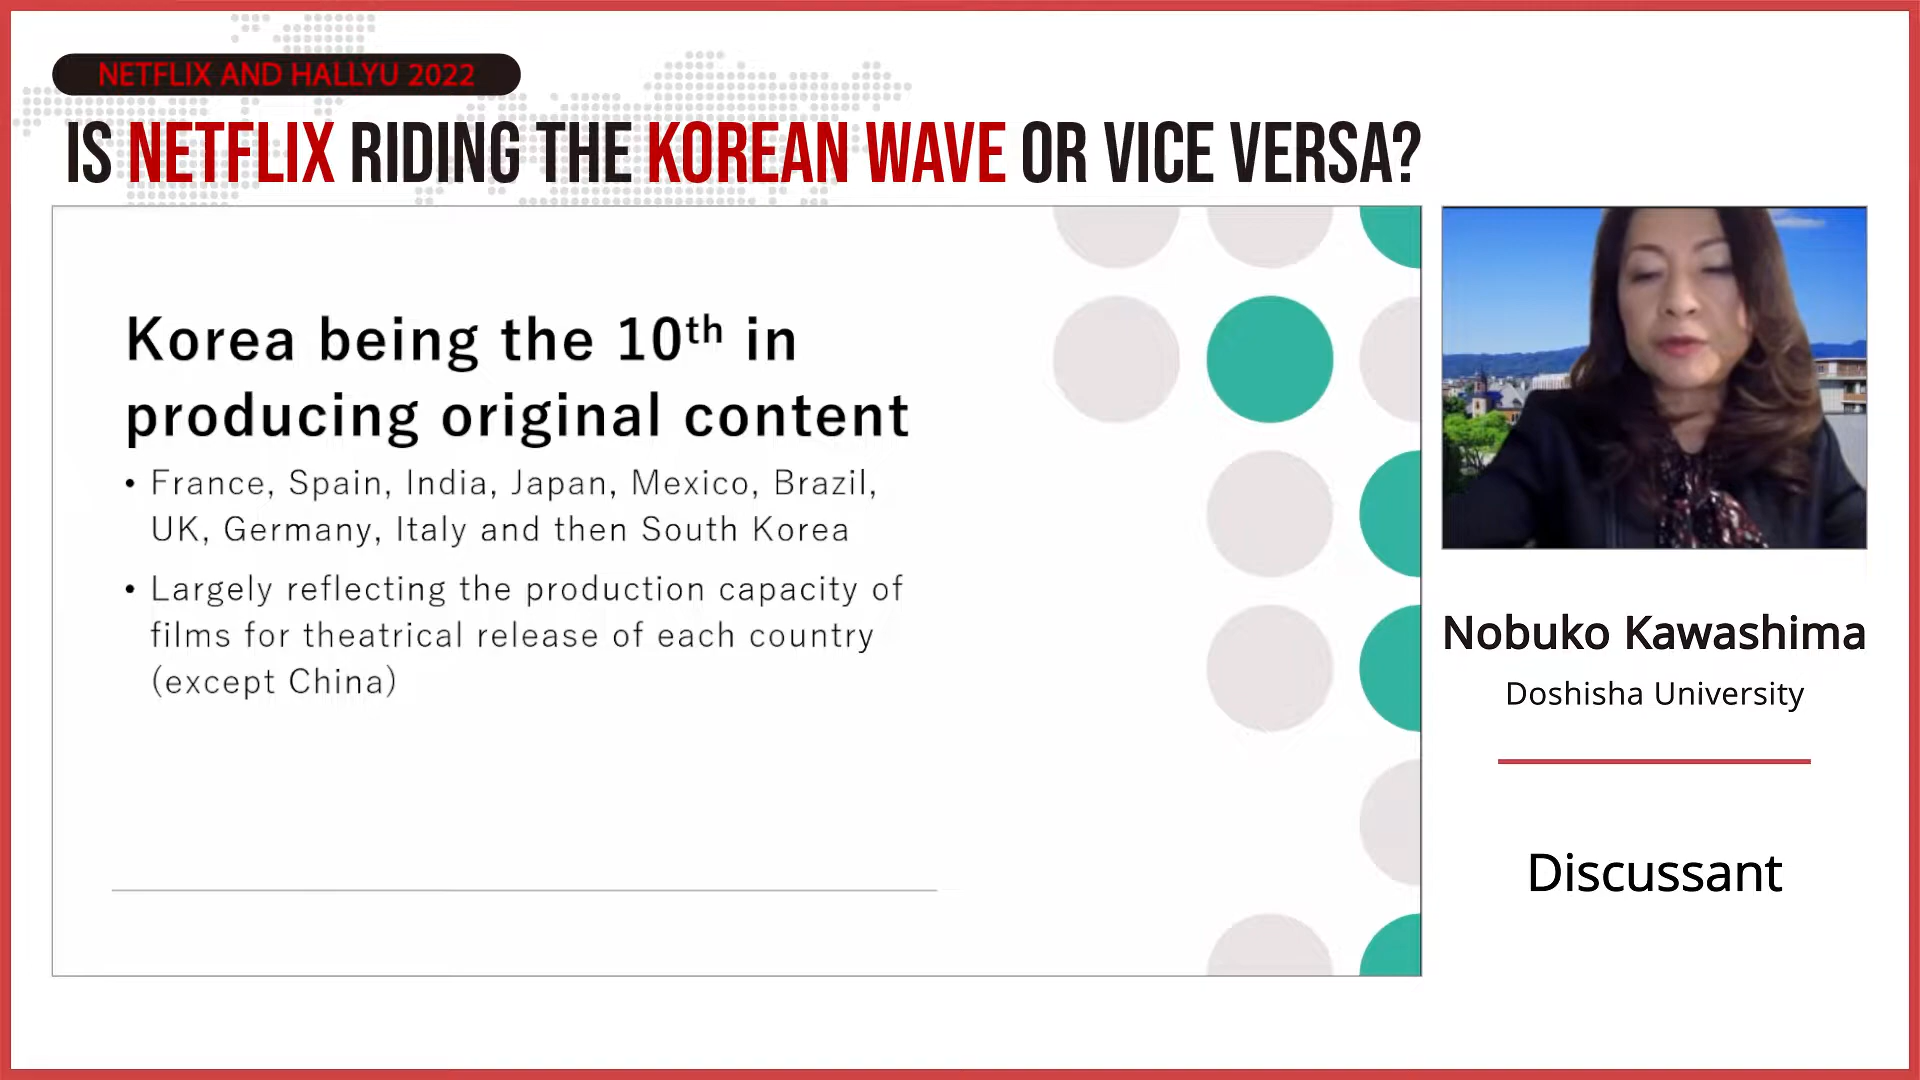 NETFLIX AND HALLYU 2022
IS NETFLIX RIDING THE KOREAN WAVE OR VICE VERSA?
Korea being the 10th in
producing original content
• France, Spain, India, Japan, Mexico, Brazil,
UK, Germany, Italy and then South Korea
• Largely reflecting the production capacity of
films for theatrical release of each country
(except China)
Nobuko Kawashima
Doshisha University
Discussant